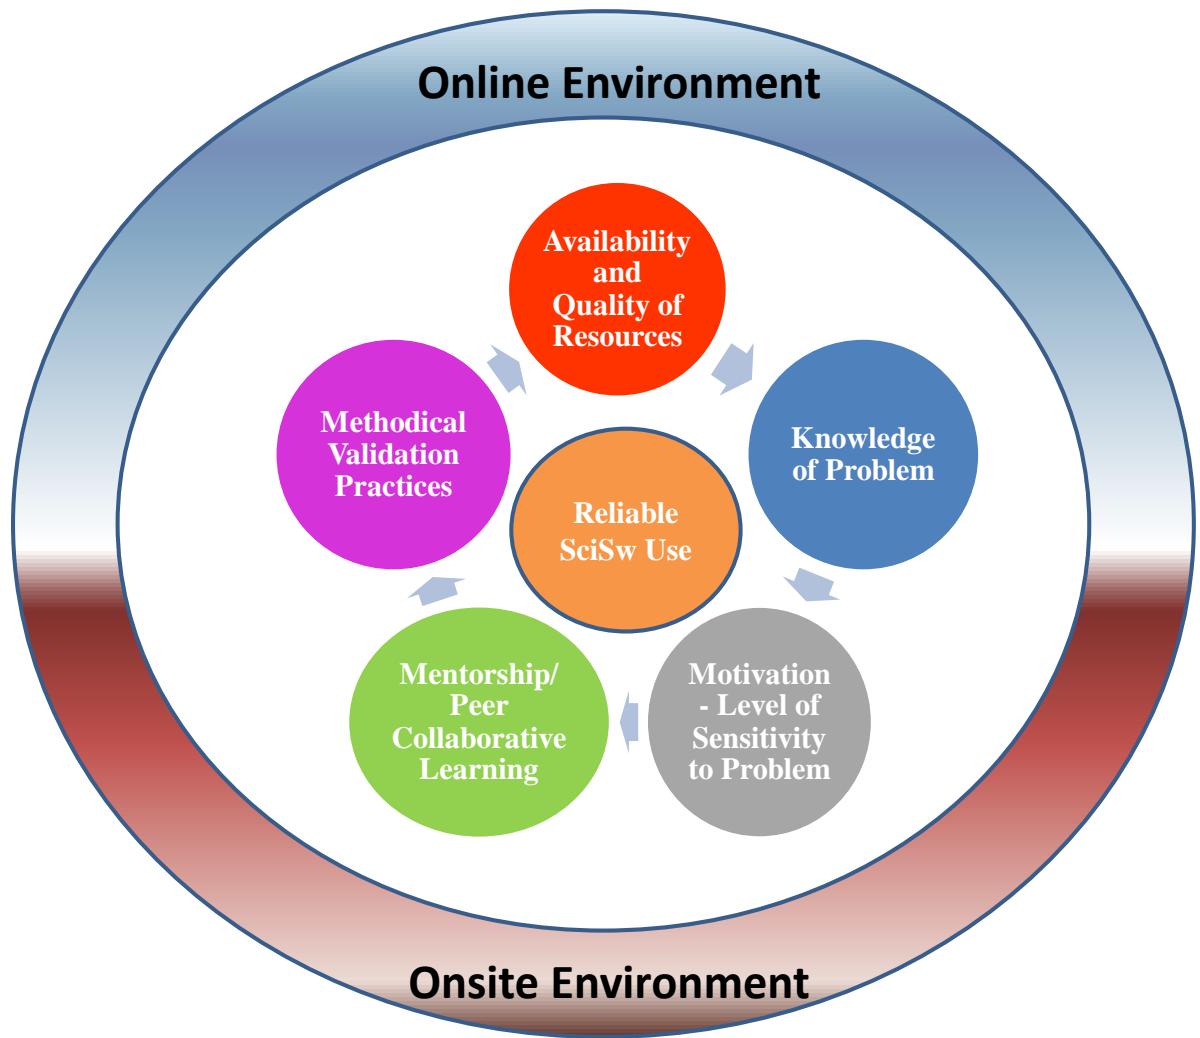 Online Environment
Availability
and
Quality of
Resources
Knowledge
of Problem
Motivation
- Level of
Sensitivity
to Problem
Mentorship/
Peer
Collaborative
Learning
Methodical
Validation
Practices
Reliable
SciSw Use
Onsite Environment